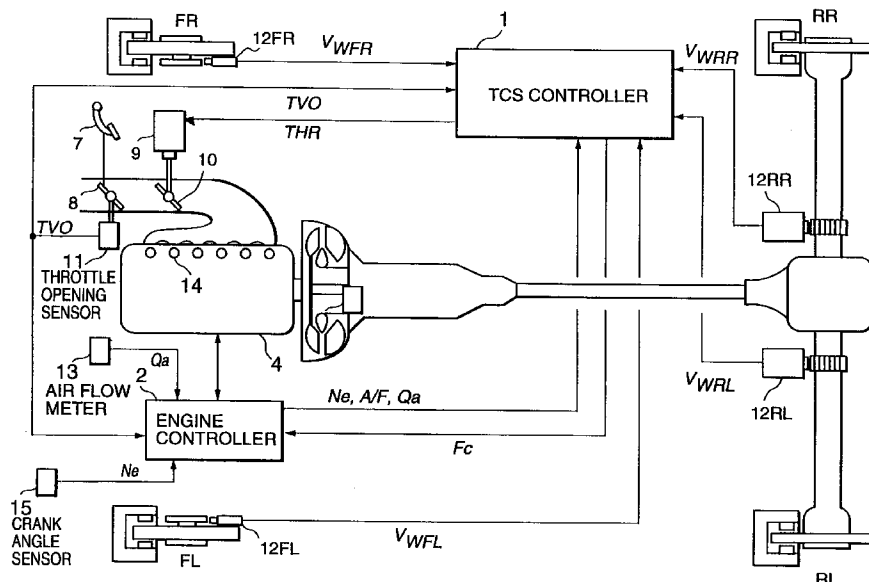 FR
12FR
VWFR
1
VWRR
RR
TCS CONTROLLER
TVO
THR
7
9
10
8
12RR
TVO
11
THROTTLE
OPENING
SENSOR
14
4
13
AIR FLOW
METER
Qa
2
ENGINE
CONTROLLER
Ne, A/F, Qa
Fc
VWRL
12RL
Ne
15
CRANK
ANGLE
SENSOR
FL
12FL
VWFL
RL